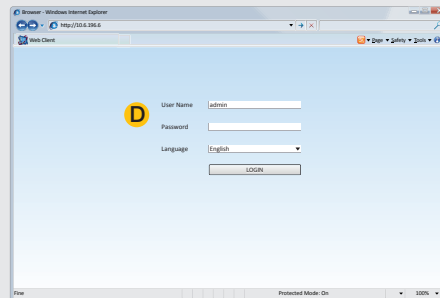 Browser - Windows Internet Explorer
http://10.6.396.6
Web Client
Page Safety Tools
D
User Name admin
Password
Language English
LOGIN
Fine Protected Mode: On 100%